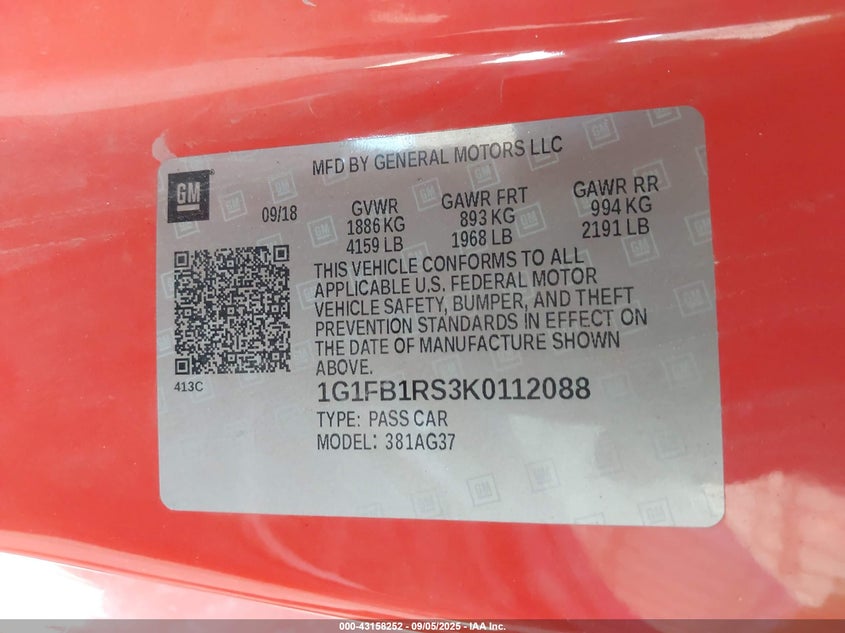 MFD BY GENERAL MOTORS LLC
GM
09/18
GVWR
1886 KG
4159 LB
GAWR FRT
893 KG
1968 LB
GAWR RR
994 KG
2191 LB
THIS VEHICLE CONFORMS TO ALL
APPLICABLE U.S. FEDERAL MOTOR
VEHICLE SAFETY, BUMPER, AND THEFT
PREVENTION STANDARDS IN EFFECT ON
THE DATE OF MANUFACTURE SHOWN
ABOVE.
413C
1G1FB1RS3K0112088
TYPE: PASS CAR
MODEL: 381AG37
000-43158252 - 09/05/2025 - IAA Inc.